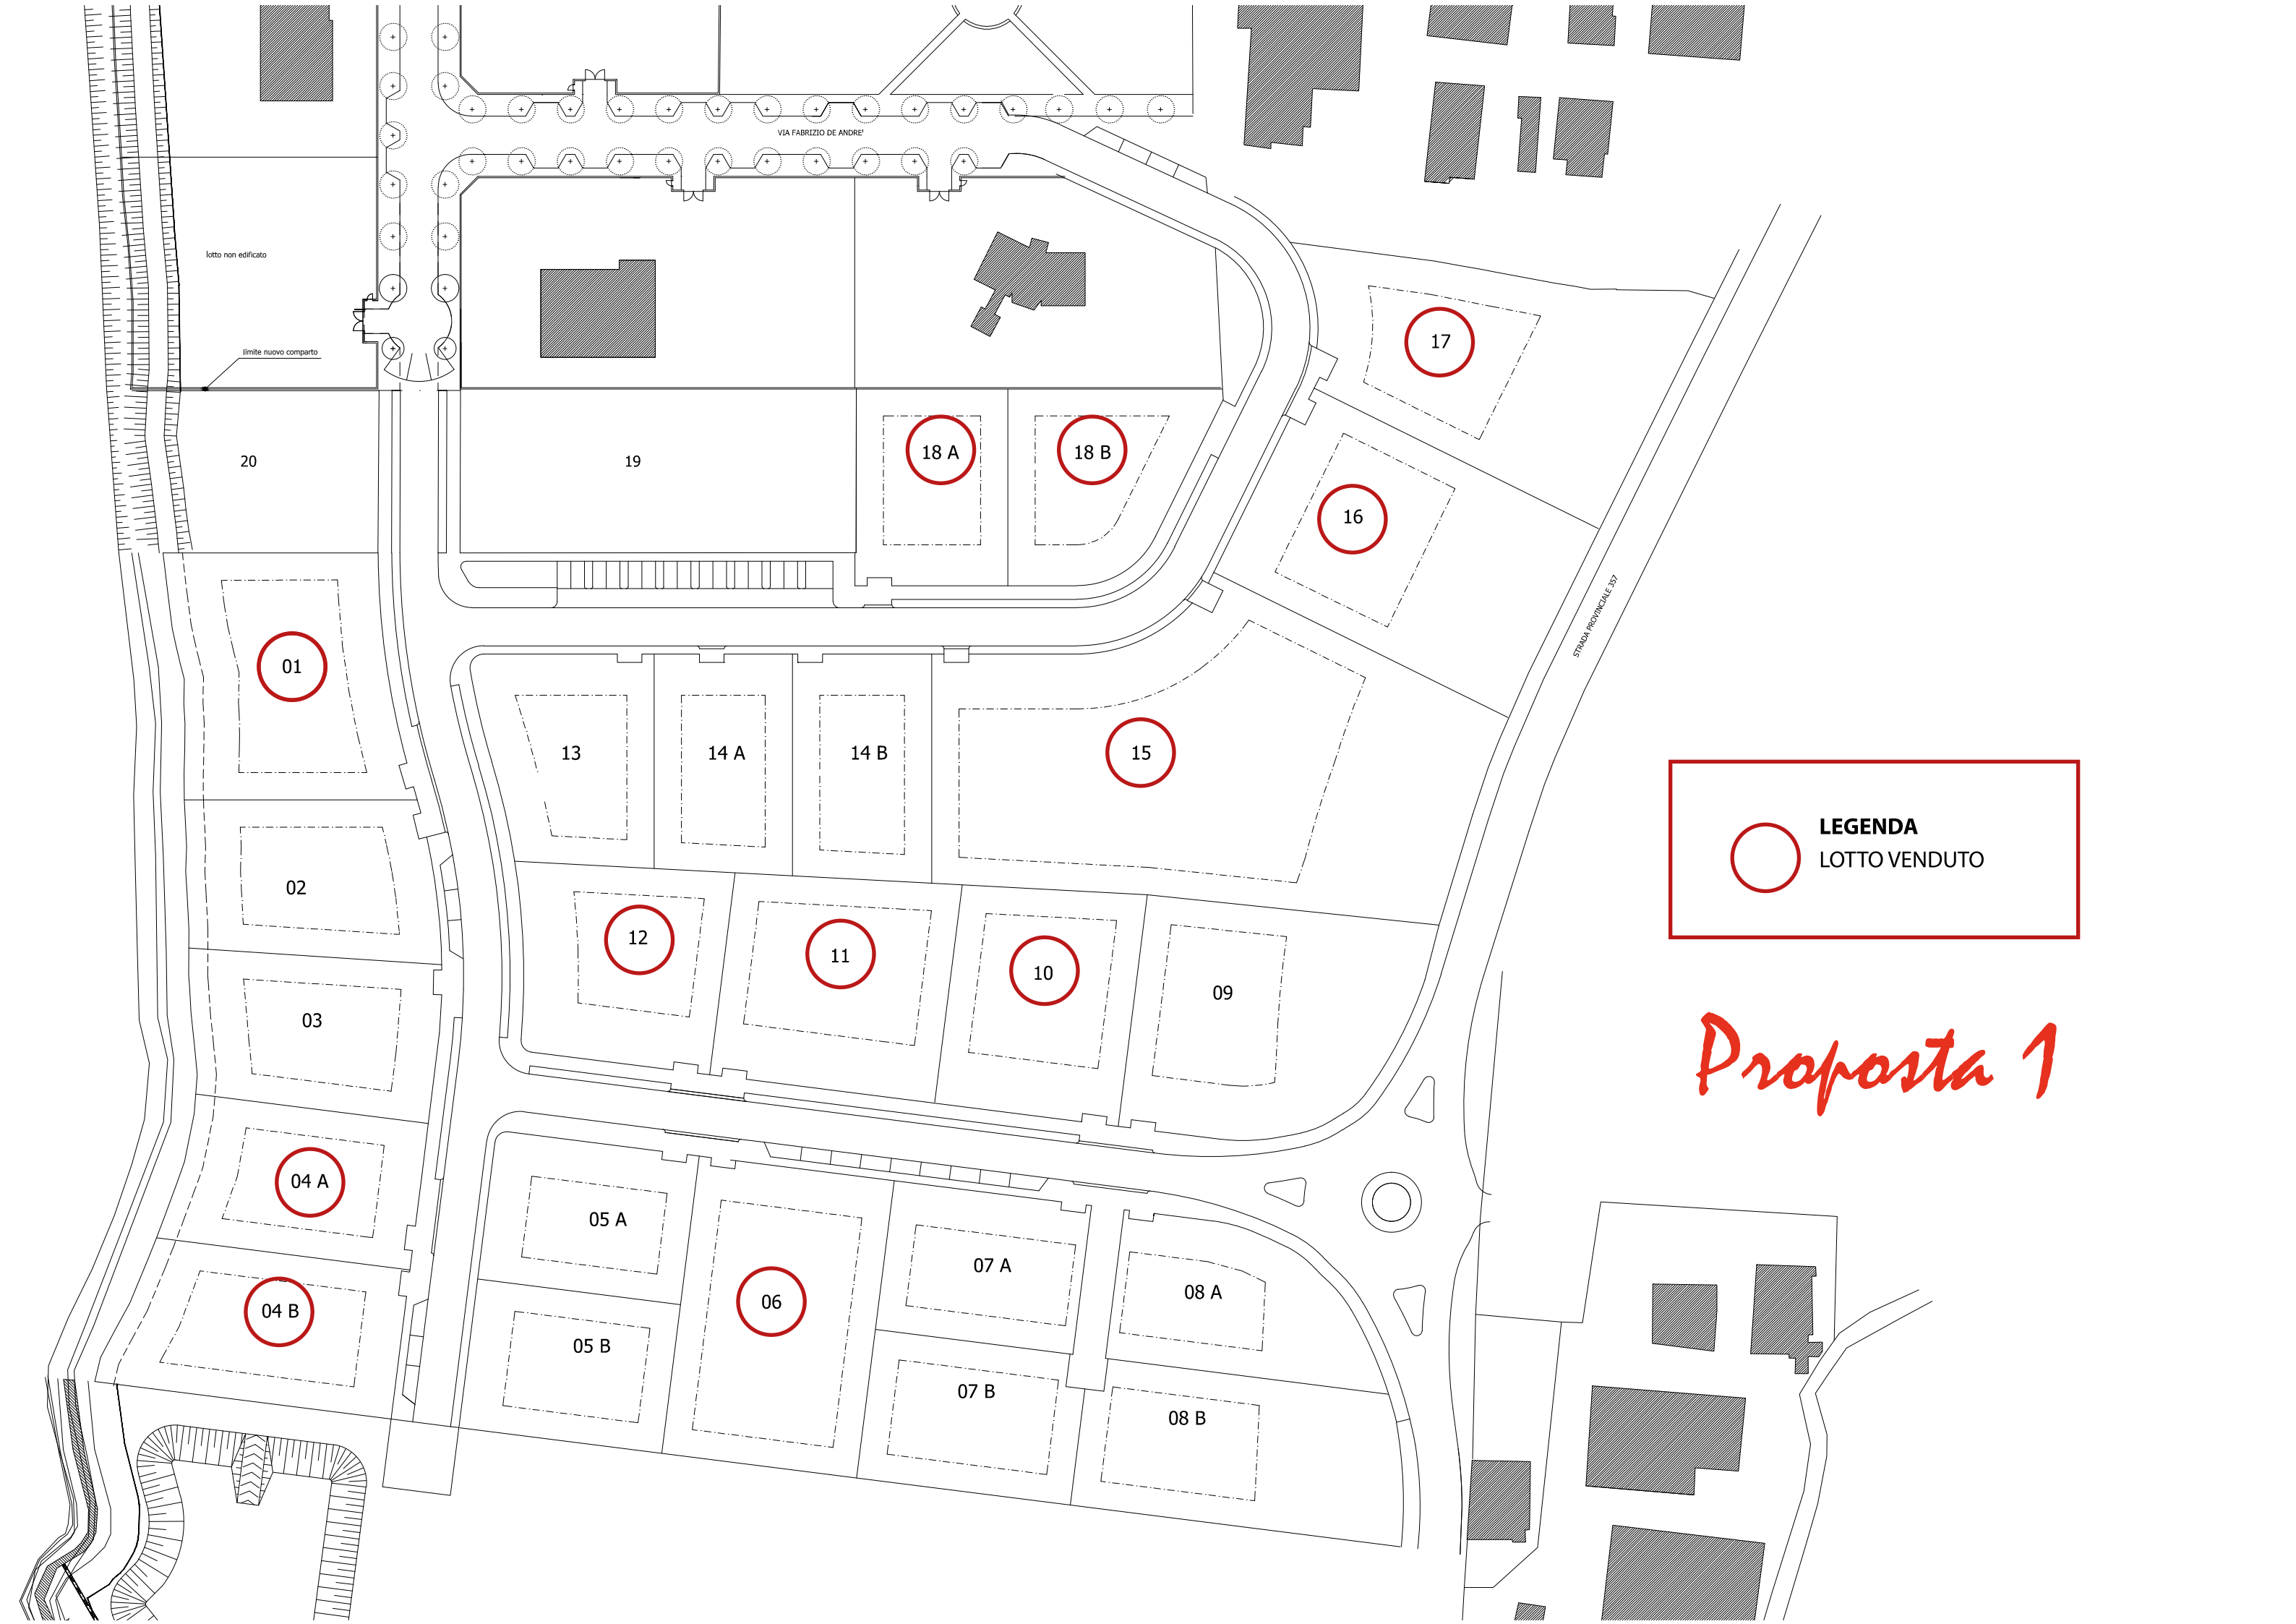 VIA FABRIZIO DE ANDRE'
lotto non edificato
limite nuovo comparto
17
18 A
18 B
20
19
16
STRADA PROVINCIALE 357
01
13
14 A
14 B
15
LEGENDA
LOTTO VENDUTO
02
12
11
10
09
03
Proposta 1
04 A
05 A
07 A
08 A
06
04 B
05 B
07 B
08 B